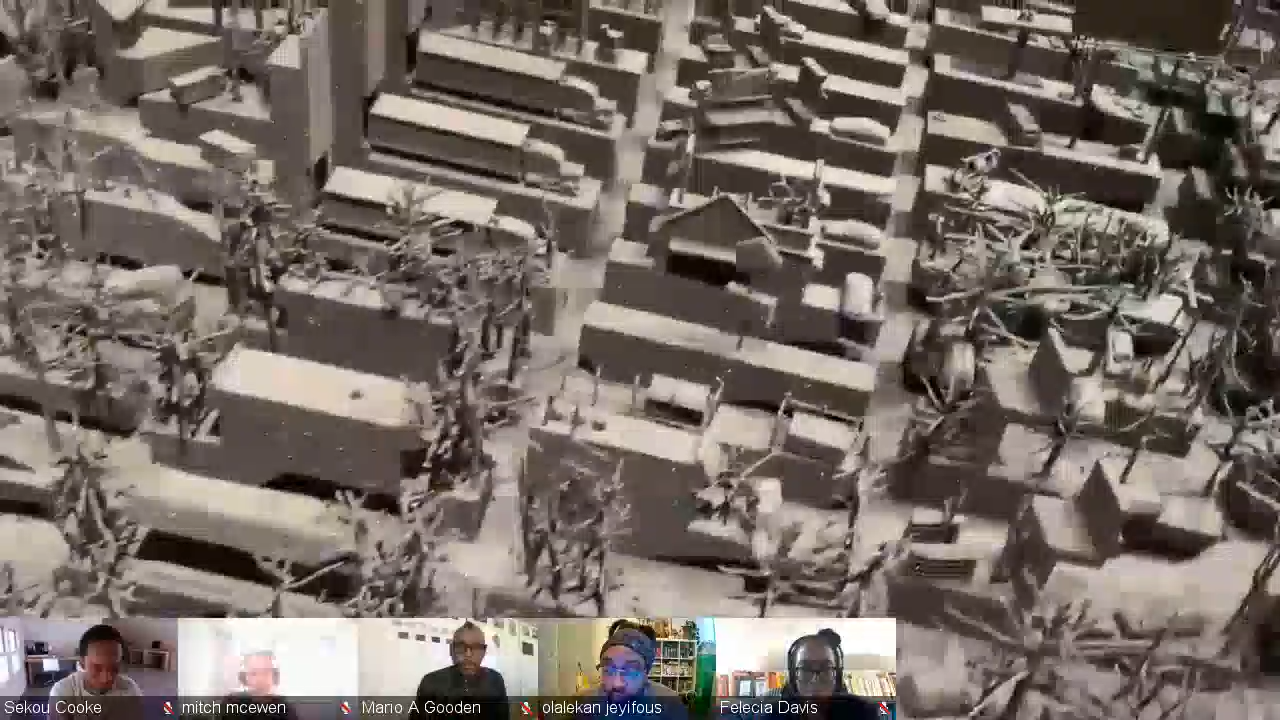 Sekou Cooke
mitch mcewen
Mario A Gooden
olalekan jeyifous
Felecia Davis